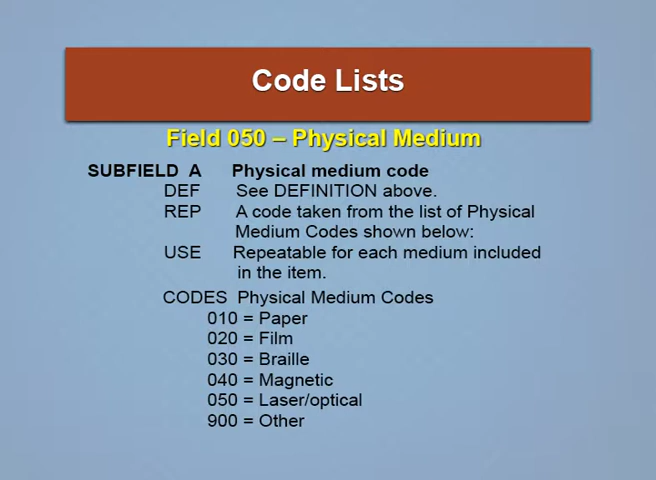 Code Lists
Field 050 – Physical Medium
SUBFIELD A Physical medium code
DEF See DEFINITION above.
REP A code taken from the list of Physical
Medium Codes shown below:
USE Repeatable for each medium included
in the item.
CODES Physical Medium Codes
010 = Paper
020 = Film
030 = Braille
040 = Magnetic
050 = Laser/optical
900 = Other